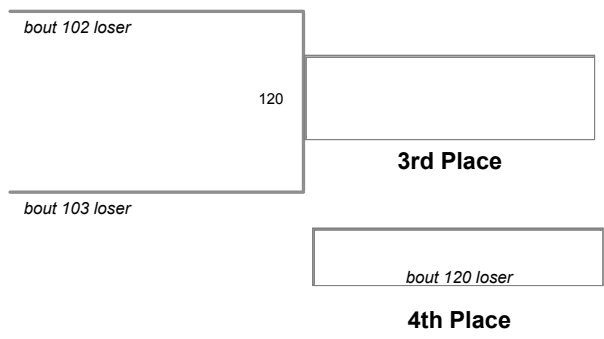 bout 102 loser
120
3rd Place
bout 103 loser
bout 120 loser
4th Place